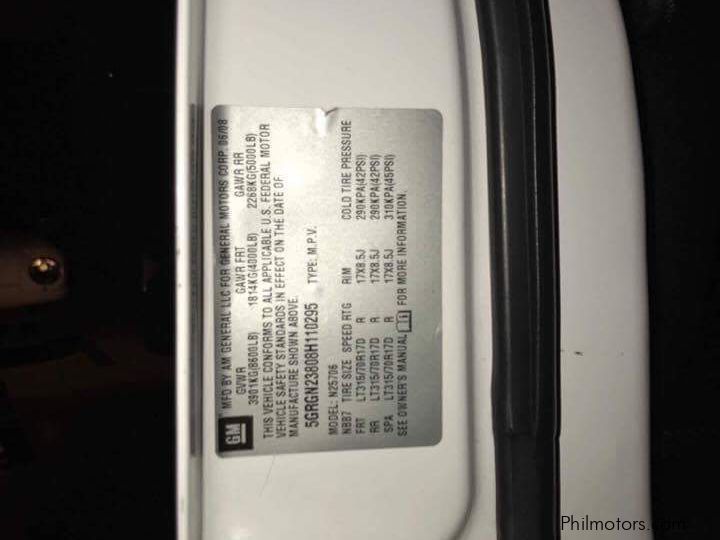 GM
MFD BY AM GENERAL LLC FOR GENERAL MOTORS CORP. 06/08
GVWR GAWR FRT GAWR RR
3901KG(8600LB) 1814KG(4000LB) 2268KG(5000LB)
THIS VEHICLE CONFORMS TO ALL APPLICABLE U.S. FEDERAL MOTOR
VEHICLE SAFETY STANDARDS IN EFFECT ON THE DATE OF
MANUFACTURE SHOWN ABOVE.
5GRGN23808H110295 TYPE: M.P.V.
MODEL: N25706
NBB7 TIRE SIZE SPEED RTG RIM COLD TIRE PRESSURE
FRT LT315/70R17D R 17X8.5J 290KPA(42PSI)
RR LT315/70R17D R 17X8.5J 290KPA(42PSI)
SPA LT315/70R17D R 17X8.5J 310KPA(45PSI)
SEE OWNER'S MANUAL FOR MORE INFORMATION.
Philmotors.com